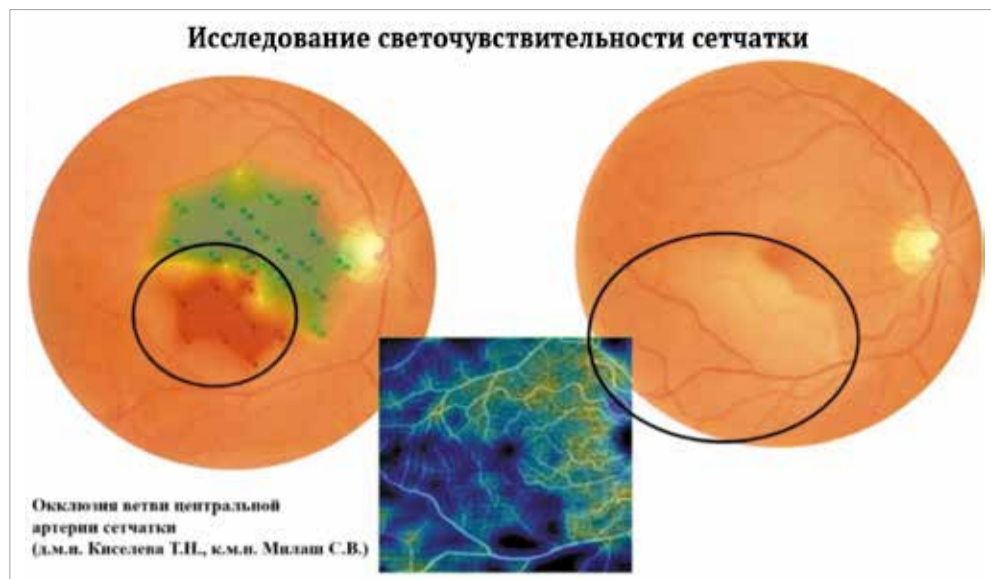 Исследование светочувствительности сетчатки
Окклюзия ветви центральной
артерии сетчатки
(д.м.н. Киселева Т.Н., к.м.н. Милаш С.В.)